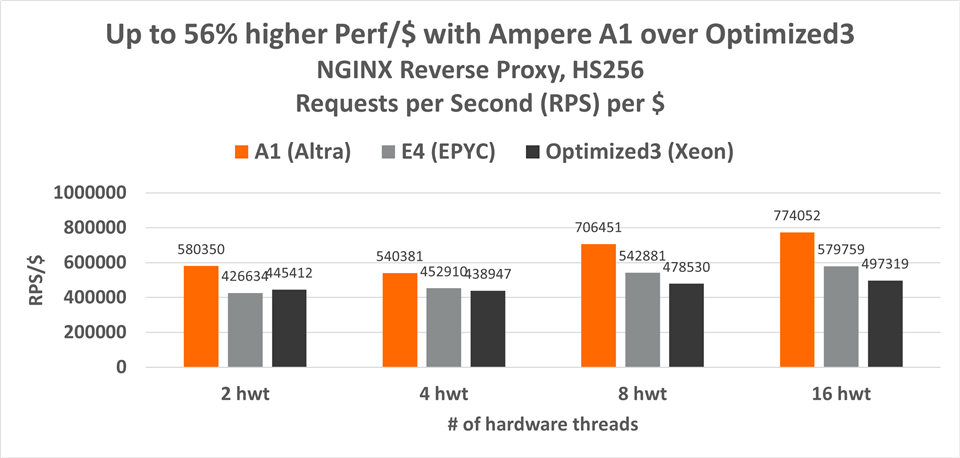 Up to 56% higher Perf/$ with Ampere A1 over Optimized3
NGINX Reverse Proxy, HS256
Requests per Second (RPS) per $
A1 (Altra) E4 (EPYC) Optimized3 (Xeon)
1000000
800000
600000
400000
200000
0
RPS/$
580350 426634 445412
540381 452910 438947
706451 542881 478530
774052 579759 497319
2 hwt 4 hwt 8 hwt 16 hwt
# of hardware threads